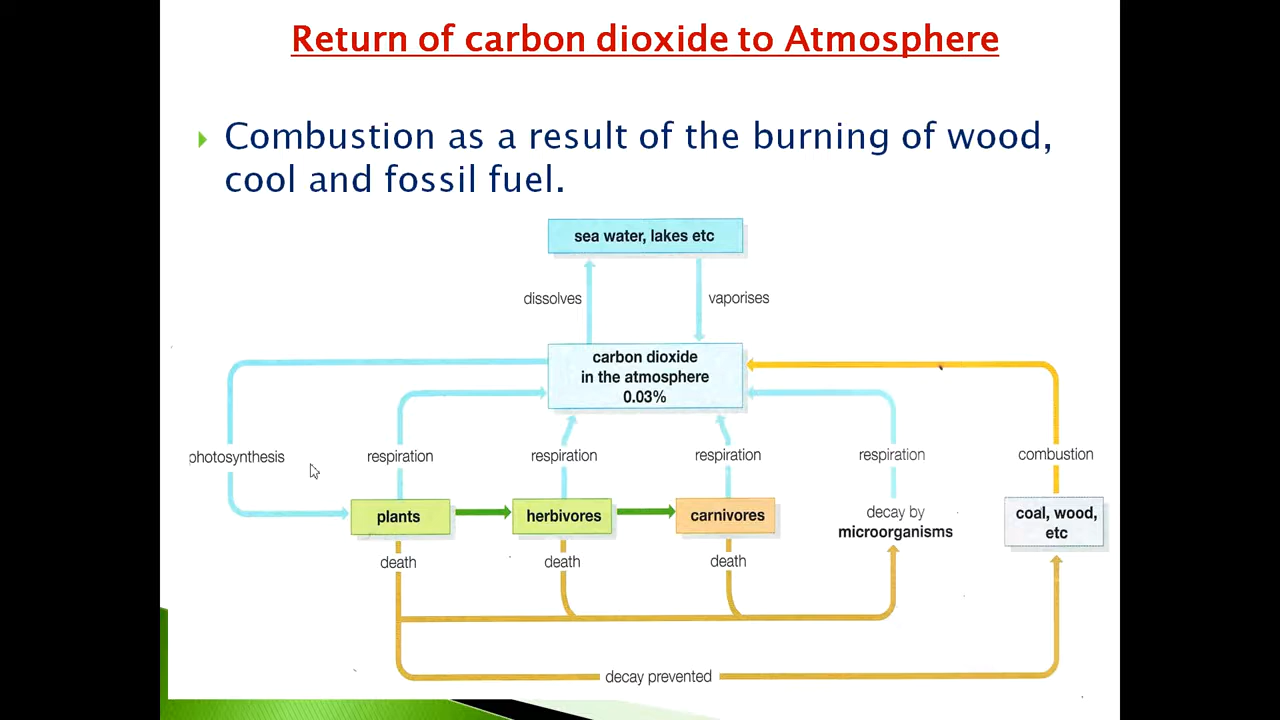 Return of carbon dioxide to Atmosphere
Combustion as a result of the burning of wood,
cool and fossil fuel.
sea water, lakes etc
dissolves
vaporises
carbon dioxide
in the atmosphere
0.03%
photosynthesis
respiration
respiration
respiration
respiration
combustion
plants
herbivores
carnivores
decay by
microorganisms
coal, wood,
etc
death
death
death
decay prevented